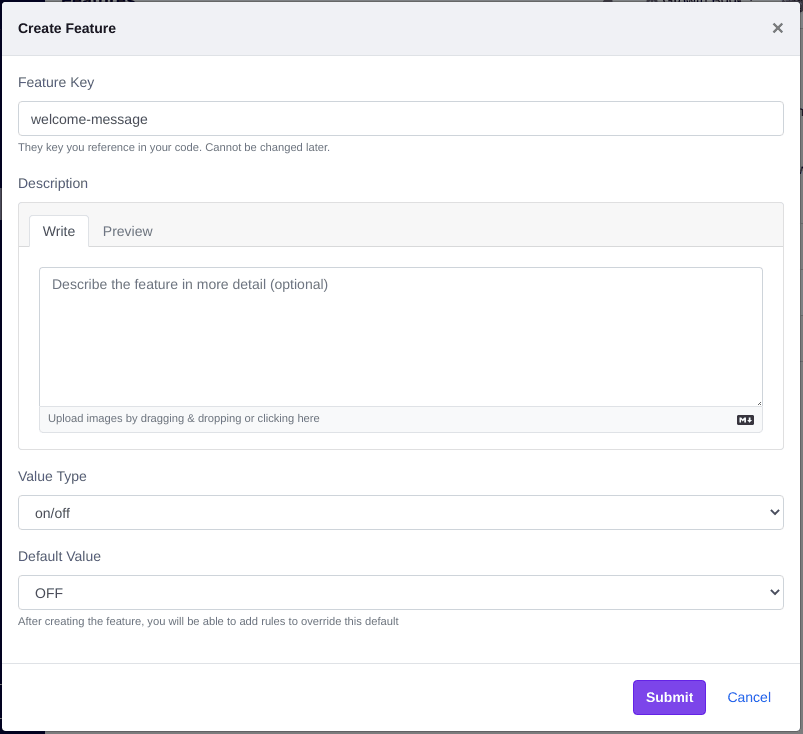 Create Feature
×
Feature Key
welcome-message
They key you reference in your code. Cannot be changed later.
Description
Write Preview
Describe the feature in more detail (optional)
Upload images by dragging & dropping or clicking here
Value Type
on/off
Default Value
OFF
After creating the feature, you will be able to add rules to override this default
Submit Cancel